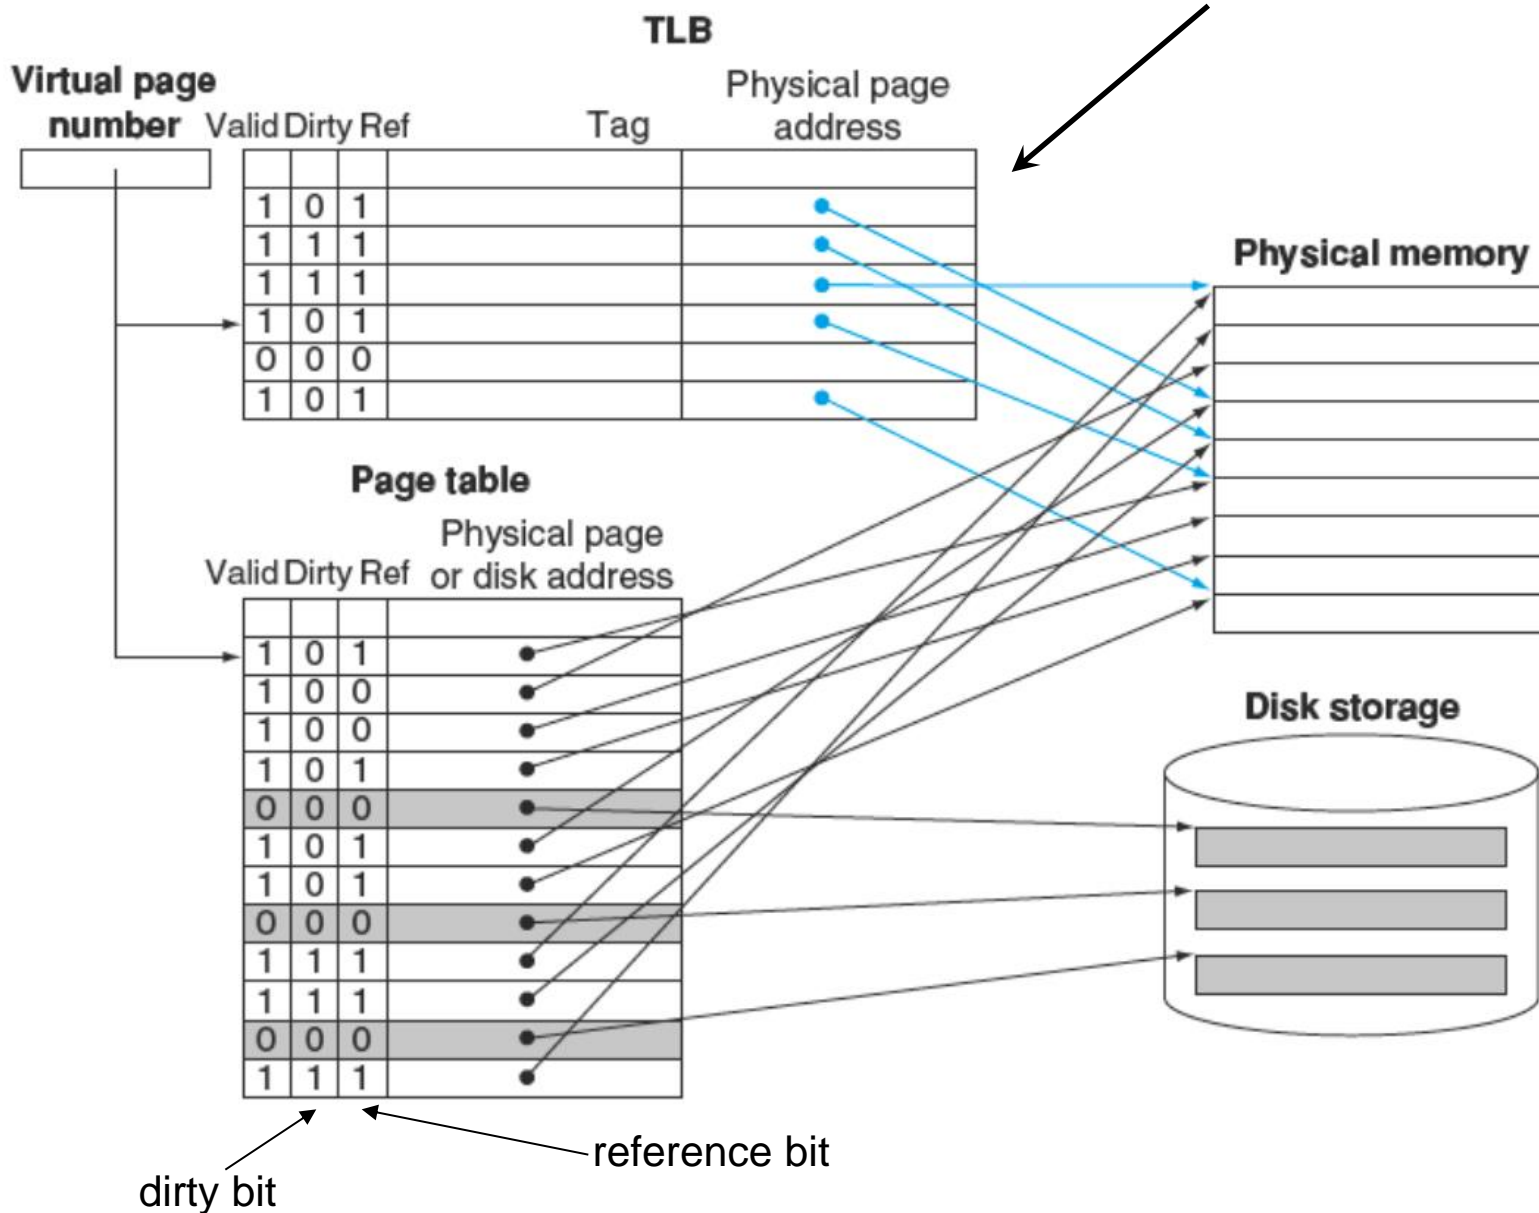 TLB
Virtual page
number
Valid Dirty Ref
Tag
Physical page
address
1 0 1
1 1 1
1 1 1
1 0 1
0 0 0
1 0 1
Physical memory
Page table
Physical page
or disk address
Valid Dirty Ref
1 0 1
1 0 0
1 0 0
1 0 1
0 0 0
1 0 1
1 0 1
0 0 0
1 1 1
1 1 1
0 0 0
1 1 1
Disk storage
reference bit
dirty bit